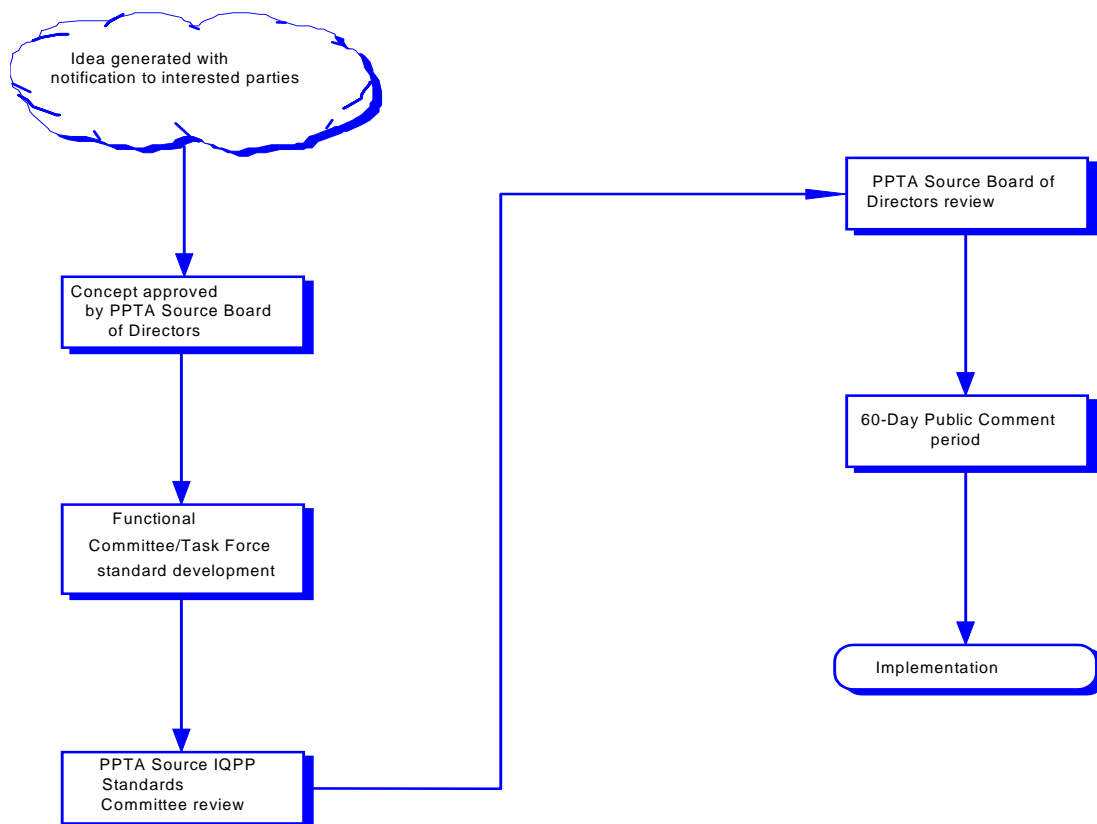 Idea generated with
notification to interested parties
Concept approved
by PPTA Source Board
of Directors
Functional
Committee/Task Force
standard development
PPTA Source IQPP
Standards
Committee review
PPTA Source Board of
Directors review
60-Day Public Comment
period
Implementation